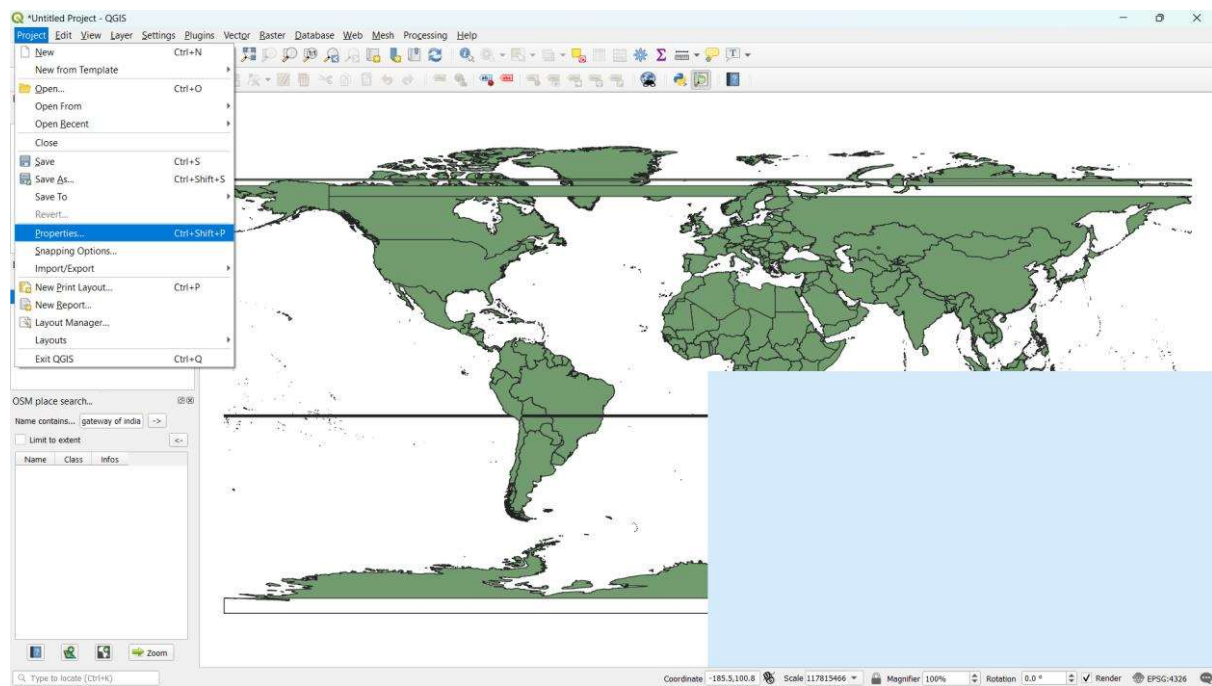 *Untitled Project - QGIS
Project Edit View Layer Settings Plugins Vector Raster Database Web Mesh Processing Help
New Ctrl+N
New from Template
Open... Ctrl+O
Open From
Open Recent
Close
Save Ctrl+S
Save As... Ctrl+Shift+S
Save To
Revert...
Properties... Ctrl+Shift+P
Snapping Options...
Import/Export
New Print Layout... Ctrl+P
New Report...
Layout Manager...
Layouts
Exit QGIS Ctrl+Q
OSM place search...
Name contains... gateway of india ->
Limit to extent <-
Name Class Infos
Zoom
Type to locate (Ctrl+K) Coordinate -185.5,100.8 Scale 117815466 Magnifier 100% Rotation 0.0 ° Render EPSG:4326